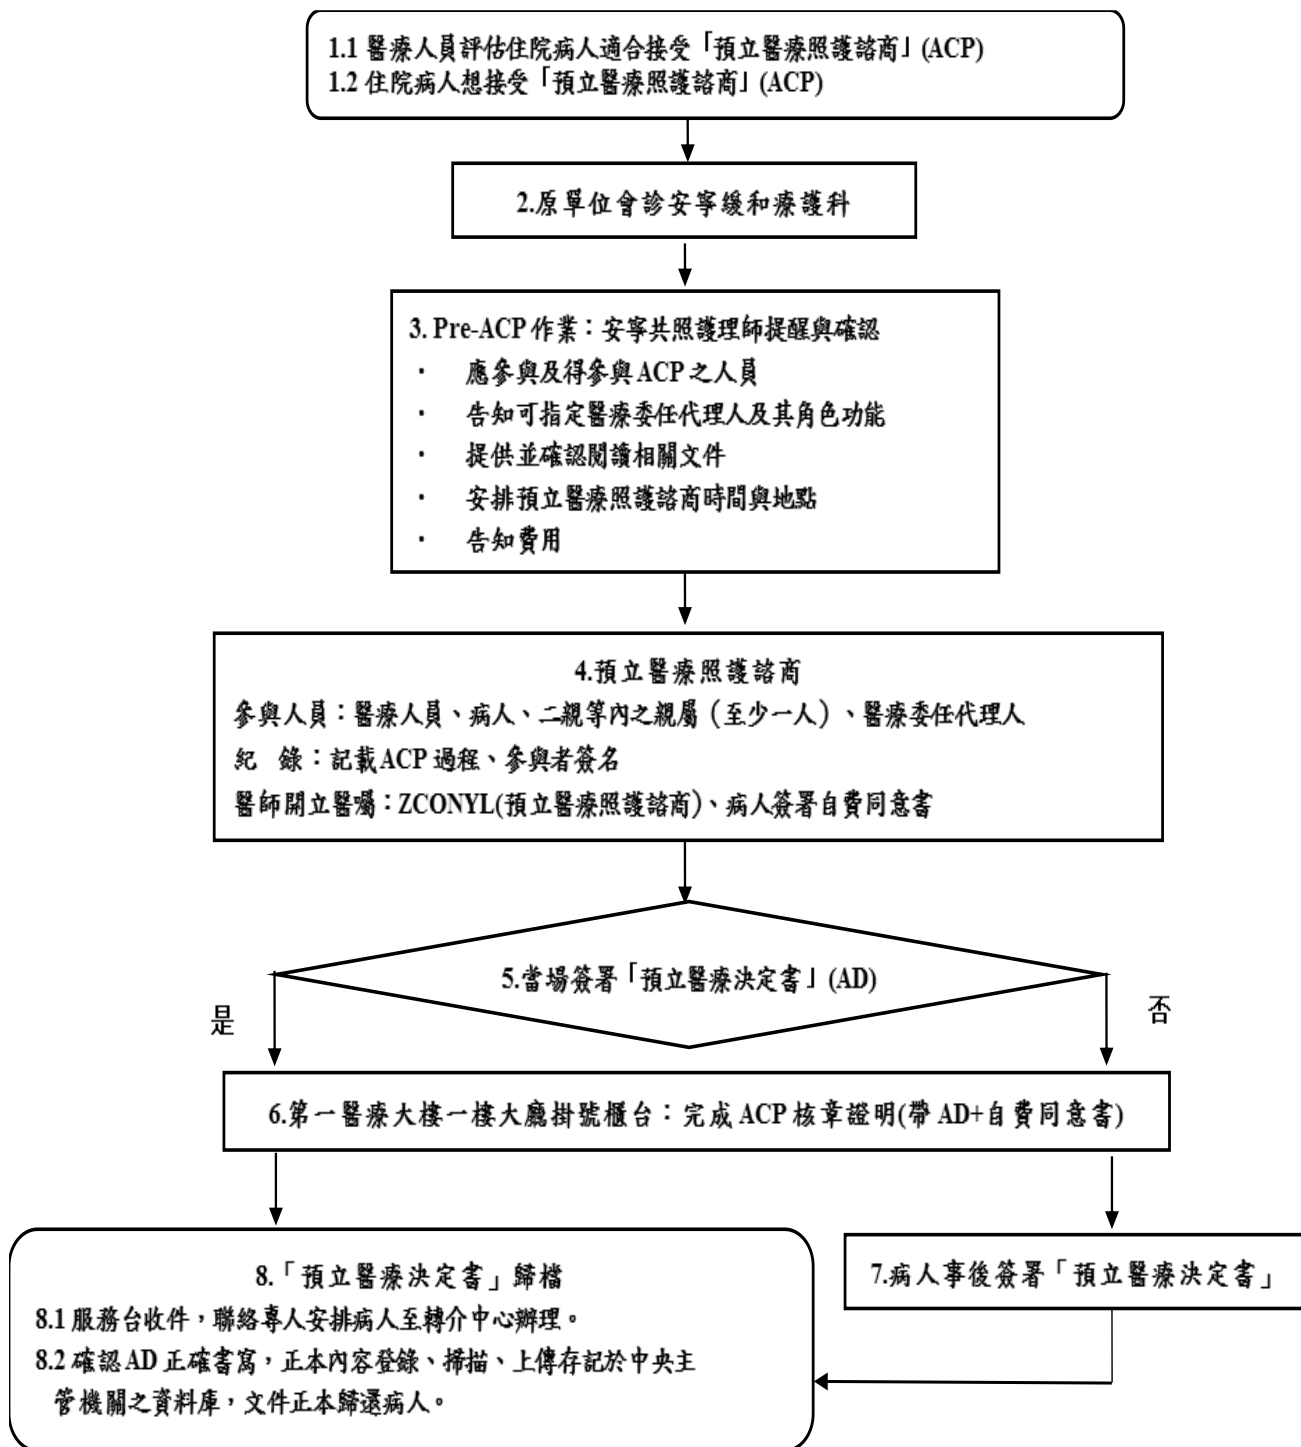 1.1 醫療人員評估住院病人適合接受「預立醫療照護諮商」(ACP)
1.2 住院病人想接受「預立醫療照護諮商」(ACP)
2.原單位會診安寧緩和療護科
3. Pre-ACP 作業：安寧共照護理師提醒與確認
· 應參與及得參與 ACP 之人員
· 告知可指定醫療委任代理人及其角色功能
· 提供並確認閱讀相關文件
· 安排預立醫療照護諮商時間與地點
· 告知費用
4.預立醫療照護諮商
參與人員：醫療人員、病人、二親等內之親屬（至少一人）、醫療委任代理人
紀 錄：記載 ACP 過程、參與者簽名
醫師開立醫囑：ZCONYL(預立醫療照護諮商)、病人簽署自費同意書
5.當場簽署「預立醫療決定書」(AD)
是
否
6.第一醫療大樓一樓大廳掛號櫃台：完成 ACP 核章證明(帶 AD+自費同意書)
8.「預立醫療決定書」歸檔
8.1 服務台收件，聯絡專人安排病人至轉介中心辦理。
8.2 確認 AD 正確書寫，正本內容登錄、掃描、上傳存記於中央主
管機關之資料庫，文件正本歸還病人。
7.病人事後簽署「預立醫療決定書」